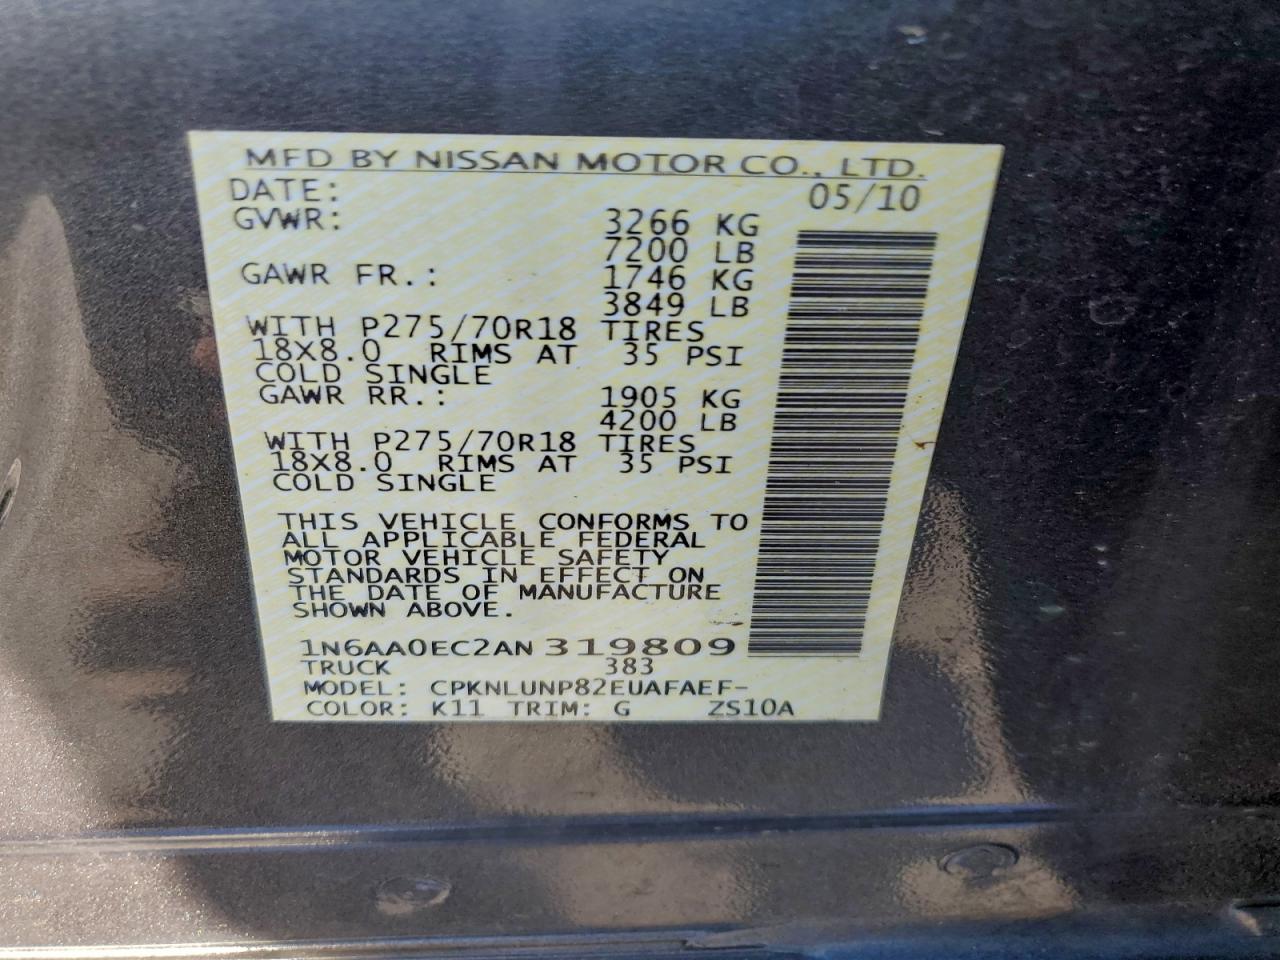 MFD BY NISSAN MOTOR CO., LTD.
DATE: 05/10
GVWR: 3266 KG
7200 LB
GAWR FR.: 1746 KG
3849 LB
WITH P275/70R18 TIRES
18X8.0 RIMS AT 35 PSI
COLD SINGLE
GAWR RR.: 1905 KG
4200 LB
WITH P275/70R18 TIRES
18X8.0 RIMS AT 35 PSI
COLD SINGLE
THIS VEHICLE CONFORMS TO
ALL APPLICABLE FEDERAL
MOTOR VEHICLE SAFETY
STANDARDS IN EFFECT ON
THE DATE OF MANUFACTURE
SHOWN ABOVE.
1N6AA0EC2AN319809
TRUCK 383
MODEL: CPKNLUNP82EUAFAEF-
COLOR: K11 TRIM: G ZS10A